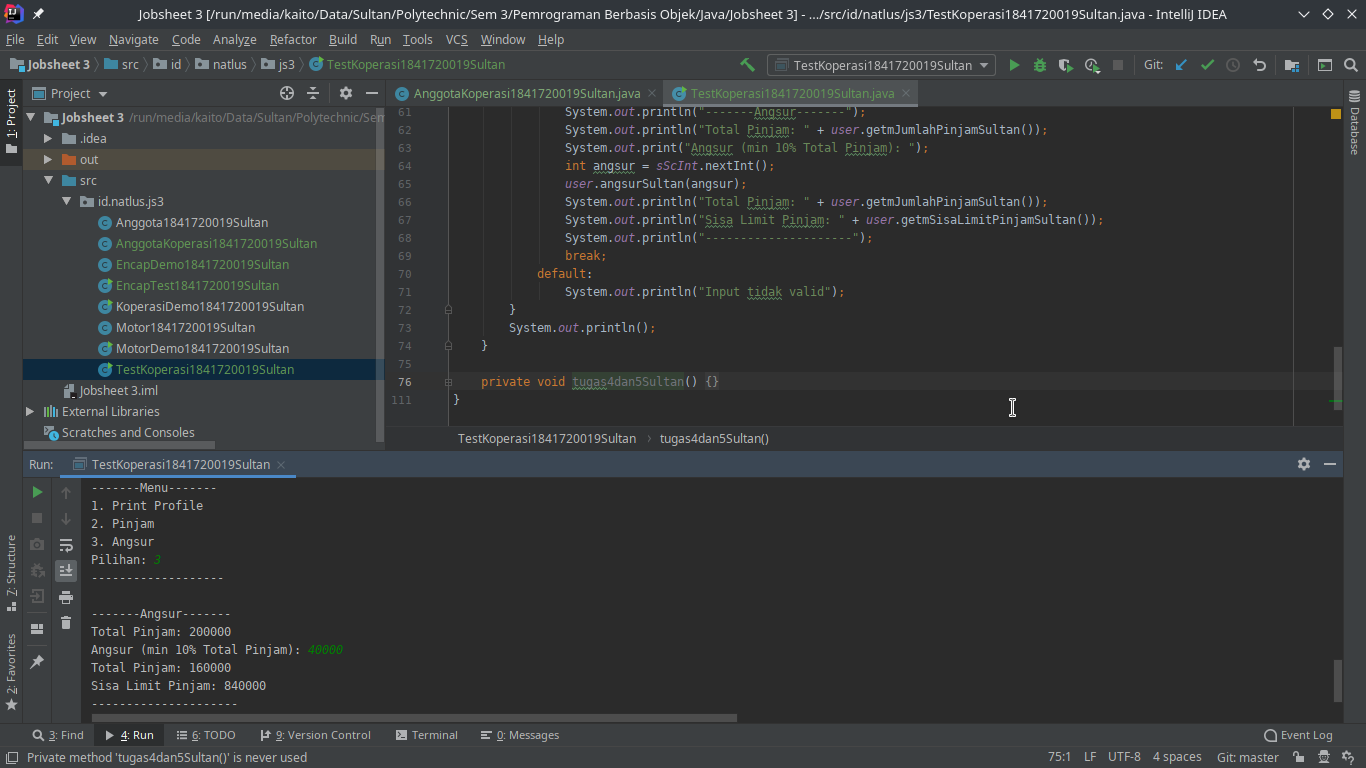 Jobsheet 3 [/run/media/kaito/Data/Sultan/Polytechnic/Sem 3/Pemrograman Berbasis Objek/Java/Jobsheet 3] - .../src/id/natlus/js3/TestKoperasi1841720019Sultan.java - IntelliJ IDEA
File Edit View Navigate Code Analyze Refactor Build Run Tools VCS Window Help
Jobsheet 3 src id natlus js3 TestKoperasi1841720019Sultan TestKoperasi1841720019Sultan Git:
1: Project
Project
Jobsheet 3 /run/media/kaito/Data/Sultan/Polytechnic/Sem
.idea
out
src
id.natlus.js3
Anggota1841720019Sultan
AnggotaKoperasi1841720019Sultan
EncapDemo1841720019Sultan
EncapTest1841720019Sultan
KoperasiDemo1841720019Sultan
Motor1841720019Sultan
MotorDemo1841720019Sultan
TestKoperasi1841720019Sultan
Jobsheet 3.iml
External Libraries
Scratches and Consoles
AnggotaKoperasi1841720019Sultan.java TestKoperasi1841720019Sultan.java
61 System.out.println("-------Angsur-------");
62 System.out.println("Total Pinjam: " + user.getmJumlahPinjamSultan());
63 System.out.print("Angsur (min 10% Total Pinjam): ");
64 int angsur = sScInt.nextInt();
65 user.angsurSultan(angsur);
66 System.out.println("Total Pinjam: " + user.getmJumlahPinjamSultan());
67 System.out.println("Sisa Limit Pinjam: " + user.getmSisaLimitPinjamSultan());
68 System.out.println("---------------------");
69 break;
70 default:
71 System.out.println("Input tidak valid");
72 }
73 System.out.println();
74 }
75
76 private void tugas4dan5Sultan() {}
111 }
TestKoperasi1841720019Sultan tugas4dan5Sultan()
Database
Run: TestKoperasi1841720019Sultan
-------Menu-------
1. Print Profile
2. Pinjam
3. Angsur
Pilihan: 3
-------------------
-------Angsur-------
Total Pinjam: 200000
Angsur (min 10% Total Pinjam): 40000
Total Pinjam: 160000
Sisa Limit Pinjam: 840000
---------------------
7: Structure
2: Favorites
3: Find 4: Run 6: TODO 9: Version Control Terminal 0: Messages Event Log
Private method 'tugas4dan5Sultan()' is never used 75:1 LF UTF-8 4 spaces Git: master